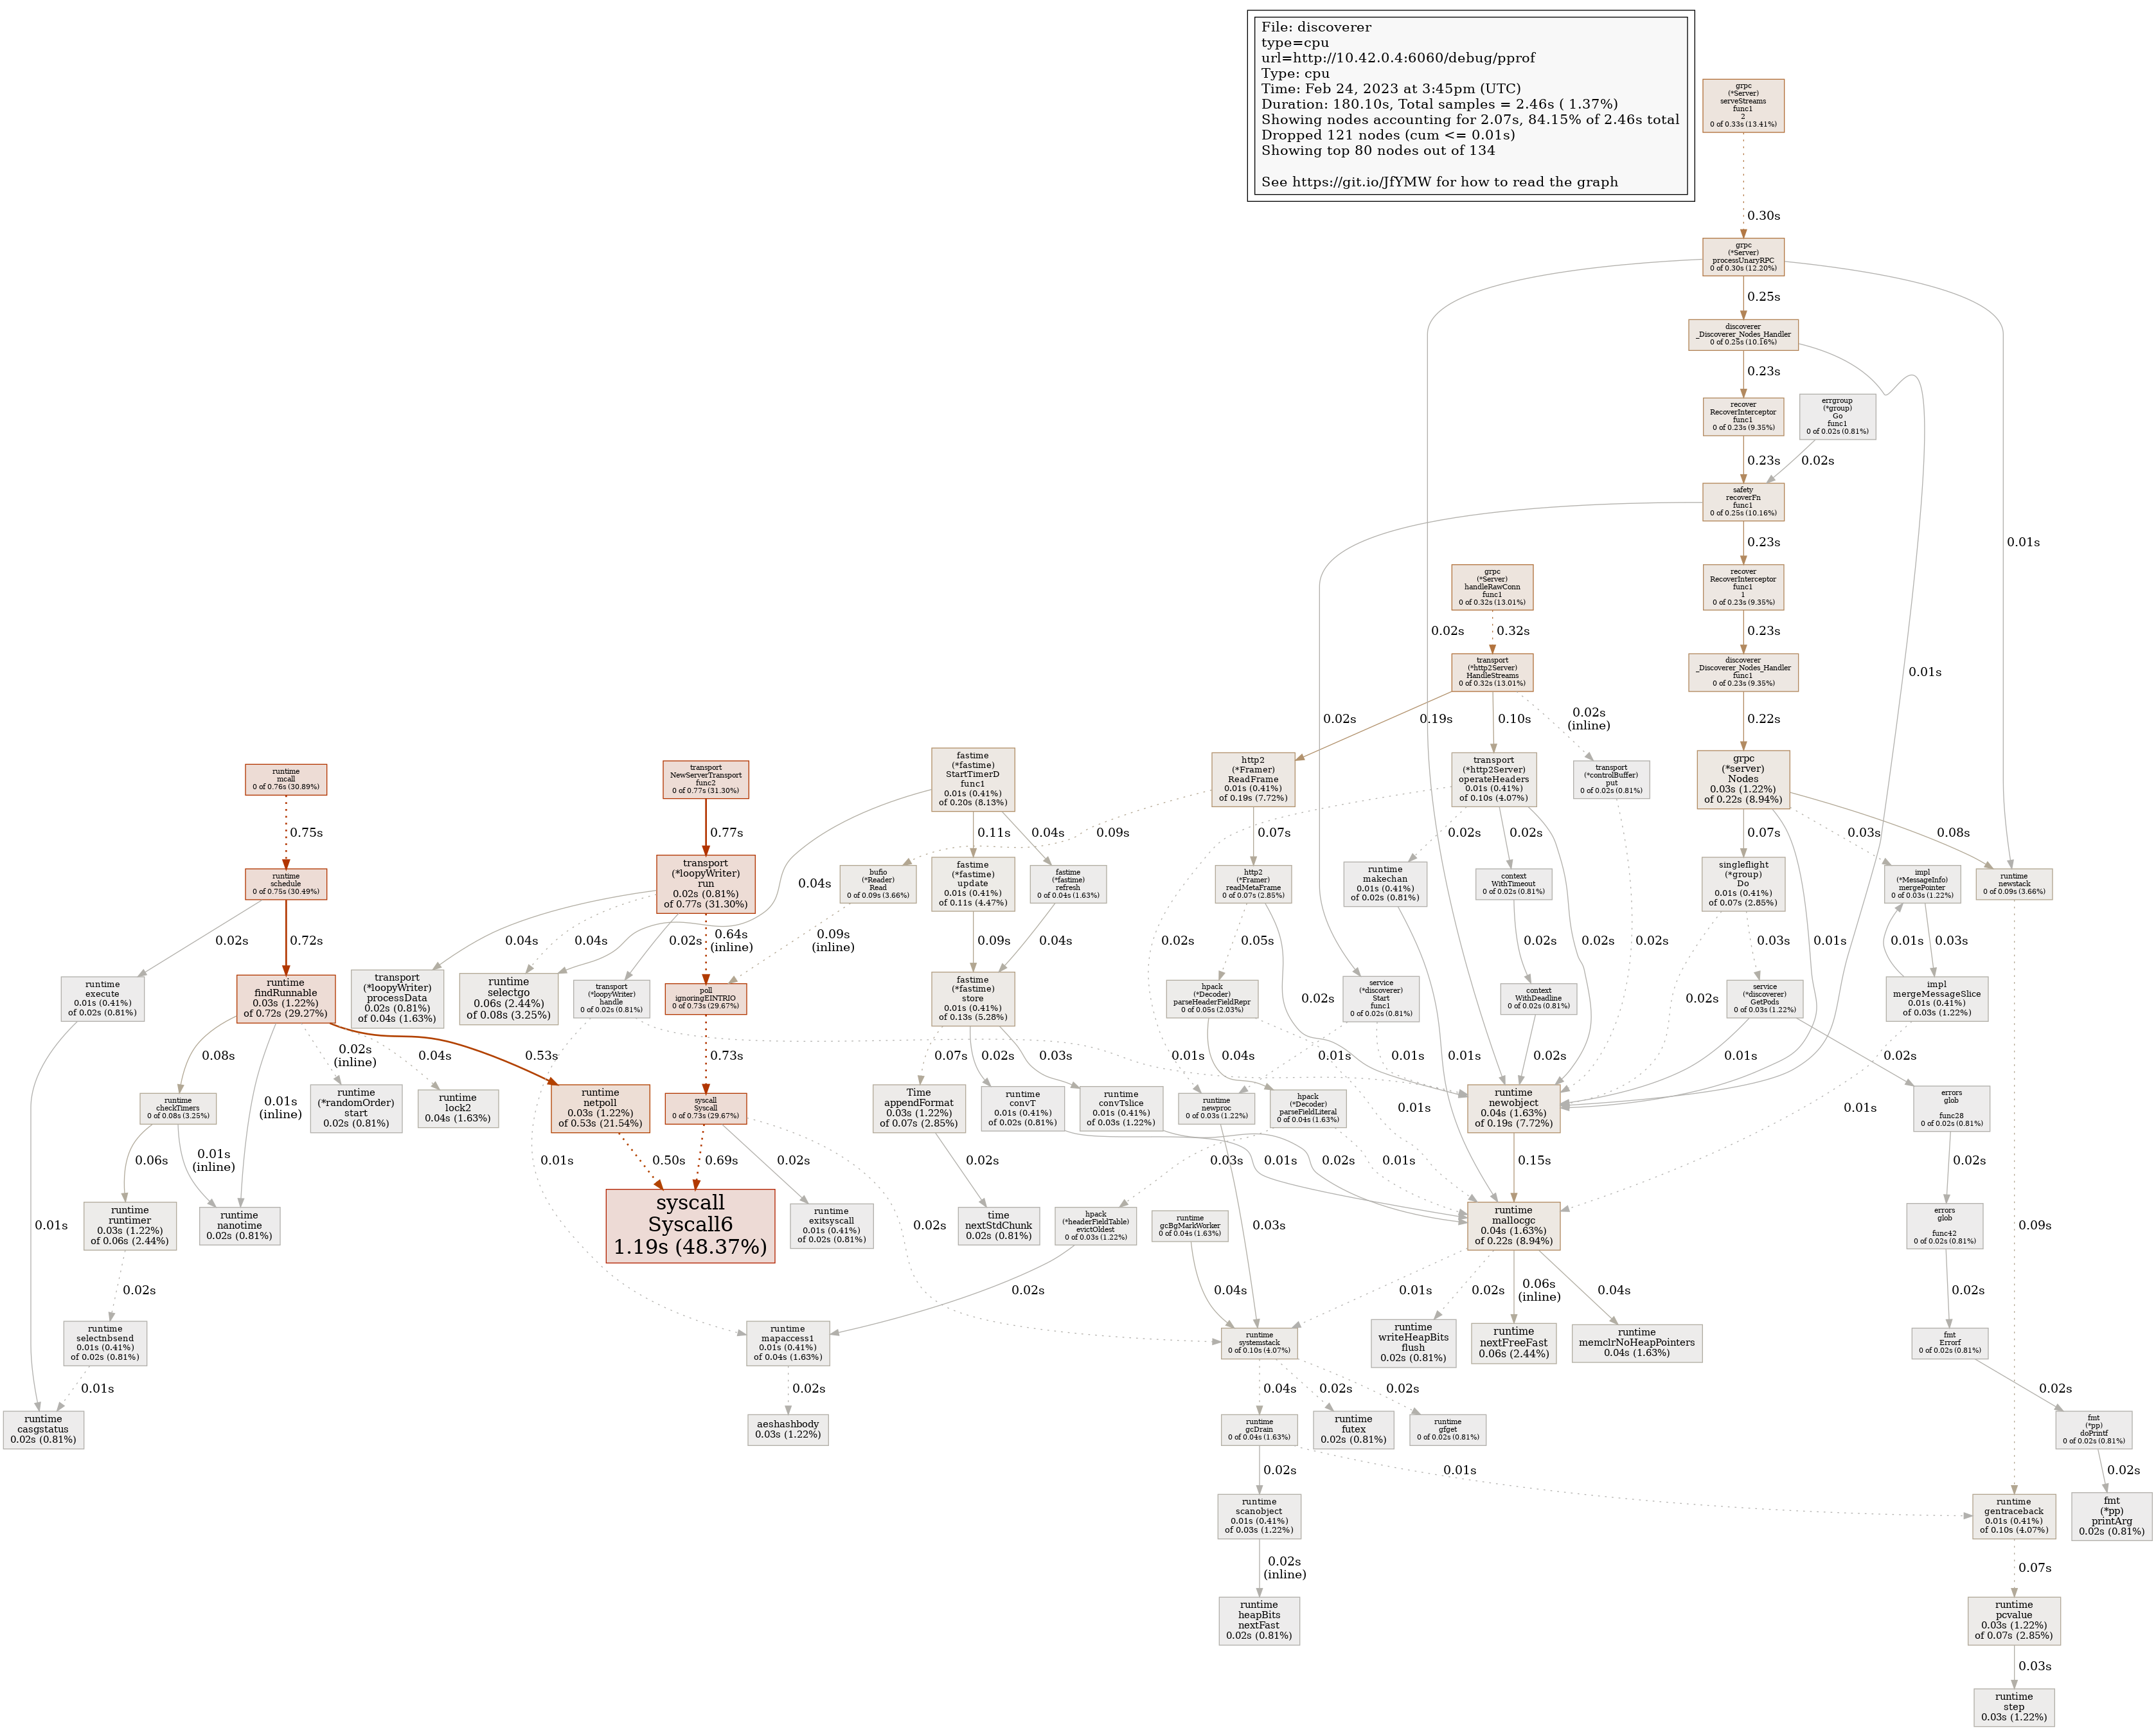 File: discoverer
type=cpu
url=http://10.42.0.4:6060/debug/pprof
Type: cpu
Time: Feb 24, 2023 at 3:45pm (UTC)
Duration: 180.10s, Total samples = 2.46s ( 1.37%)
Showing nodes accounting for 2.07s, 84.15% of 2.46s total
Dropped 121 nodes (cum <= 0.01s)
Showing top 80 nodes out of 134
See https://git.io/JfYMW for how to read the graph
grpc
(*Server)
serveStreams
func1
2
0 of 0.33s (13.41%)
0.30s
grpc
(*Server)
processUnaryRPC
0 of 0.30s (12.20%)
0.25s
discoverer
_Discoverer_Nodes_Handler
0 of 0.25s (10.16%)
0.23s
recover
RecoverInterceptor
func1
0 of 0.23s (9.35%)
errgroup
(*group)
Go
func1
0 of 0.02s (0.81%)
0.23s
0.02s
safety
recoverFn
func1
0 of 0.25s (10.16%)
0.23s
0.01s
recover
RecoverInterceptor
func1
1
0 of 0.23s (9.35%)
grpc
(*Server)
handleRawConn
func1
0 of 0.32s (13.01%)
0.02s
0.32s
0.23s
transport
(*http2Server)
HandleStreams
0 of 0.32s (13.01%)
discoverer
_Discoverer_Nodes_Handler
func1
0 of 0.23s (9.35%)
0.01s
0.02s
0.19s
0.10s
0.02s
(inline)
0.22s
runtime
mcall
0 of 0.76s (30.89%)
transport
NewServerTransport
func2
0 of 0.77s (31.30%)
fastime
(*fastime)
StartTimerD
func1
0.01s (0.41%)
of 0.20s (8.13%)
http2
(*Framer)
ReadFrame
0.01s (0.41%)
of 0.19s (7.72%)
transport
(*http2Server)
operateHeaders
0.01s (0.41%)
of 0.10s (4.07%)
transport
(*controlBuffer)
put
0 of 0.02s (0.81%)
grpc
(*server)
Nodes
0.03s (1.22%)
of 0.22s (8.94%)
0.75s
0.77s
0.11s
0.04s
0.09s
0.07s
0.02s
0.02s
0.07s
0.03s
0.08s
runtime
schedule
0 of 0.75s (30.49%)
transport
(*loopyWriter)
run
0.02s (0.81%)
of 0.77s (31.30%)
0.04s
fastime
(*fastime)
update
0.01s (0.41%)
of 0.11s (4.47%)
fastime
(*fastime)
refresh
0 of 0.04s (1.63%)
bufio
(*Reader)
Read
0 of 0.09s (3.66%)
http2
(*Framer)
readMetaFrame
0 of 0.07s (2.85%)
runtime
makechan
0.01s (0.41%)
of 0.02s (0.81%)
context
WithTimeout
0 of 0.02s (0.81%)
singleflight
(*group)
Do
0.01s (0.41%)
of 0.07s (2.85%)
impl
(*MessageInfo)
mergePointer
0 of 0.03s (1.22%)
runtime
newstack
0 of 0.09s (3.66%)
0.02s
0.72s
0.04s
0.04s
0.02s
0.64s
(inline)
0.09s
(inline)
0.09s
0.04s
0.05s
0.02s
0.02s
0.02s
0.02s
0.03s
0.01s
0.01s
0.03s
runtime
execute
0.01s (0.41%)
of 0.02s (0.81%)
runtime
findRunnable
0.03s (1.22%)
of 0.72s (29.27%)
transport
(*loopyWriter)
processData
0.02s (0.81%)
of 0.04s (1.63%)
runtime
selectgo
0.06s (2.44%)
of 0.08s (3.25%)
transport
(*loopyWriter)
handle
0 of 0.02s (0.81%)
poll
ignoringEINTRIO
0 of 0.73s (29.67%)
fastime
(*fastime)
store
0.01s (0.41%)
of 0.13s (5.28%)
hpack
(*Decoder)
parseHeaderFieldRepr
0 of 0.05s (2.03%)
0.02s
service
(*discoverer)
Start
func1
0 of 0.02s (0.81%)
context
WithDeadline
0 of 0.02s (0.81%)
0.02s
service
(*discoverer)
GetPods
0 of 0.03s (1.22%)
impl
mergeMessageSlice
0.01s (0.41%)
of 0.03s (1.22%)
0.08s
0.02s
(inline)
0.04s
0.53s
0.73s
0.07s
0.02s
0.03s
0.01s
0.04s
0.01s
0.01s
0.01s
0.02s
0.01s
0.02s
0.01s
(inline)
runtime
checkTimers
0 of 0.08s (3.25%)
runtime
(*randomOrder)
start
0.02s (0.81%)
runtime
lock2
0.04s (1.63%)
runtime
netpoll
0.03s (1.22%)
of 0.53s (21.54%)
syscall
Syscall
0 of 0.73s (29.67%)
Time
appendFormat
0.03s (1.22%)
of 0.07s (2.85%)
runtime
convT
0.01s (0.41%)
of 0.02s (0.81%)
runtime
convTslice
0.01s (0.41%)
of 0.03s (1.22%)
runtime
newproc
0 of 0.03s (1.22%)
hpack
(*Decoder)
parseFieldLiteral
0 of 0.04s (1.63%)
0.01s
runtime
newobject
0.04s (1.63%)
of 0.19s (7.72%)
0.01s
errors
glob
func28
0 of 0.02s (0.81%)
0.06s
0.01s
(inline)
0.50s
0.69s
0.02s
0.01s
0.02s
0.03s
0.01s
0.02s
0.01s
0.15s
0.02s
0.01s
runtime
runtimer
0.03s (1.22%)
of 0.06s (2.44%)
runtime
nanotime
0.02s (0.81%)
syscall
Syscall6
1.19s (48.37%)
runtime
exitsyscall
0.01s (0.41%)
of 0.02s (0.81%)
0.02s
time
nextStdChunk
0.02s (0.81%)
hpack
(*headerFieldTable)
evictOldest
0 of 0.03s (1.22%)
runtime
gcBgMarkWorker
0 of 0.04s (1.63%)
0.03s
runtime
mallocgc
0.04s (1.63%)
of 0.22s (8.94%)
errors
glob
func42
0 of 0.02s (0.81%)
0.09s
0.02s
0.02s
0.04s
0.01s
0.02s
0.06s
(inline)
0.04s
0.02s
runtime
selectnbsend
0.01s (0.41%)
of 0.02s (0.81%)
runtime
mapaccess1
0.01s (0.41%)
of 0.04s (1.63%)
runtime
systemstack
0 of 0.10s (4.07%)
runtime
writeHeapBits
flush
0.02s (0.81%)
runtime
nextFreeFast
0.06s (2.44%)
runtime
memclrNoHeapPointers
0.04s (1.63%)
fmt
Errorf
0 of 0.02s (0.81%)
0.01s
0.02s
0.04s
0.02s
0.02s
0.02s
runtime
casgstatus
0.02s (0.81%)
aeshashbody
0.03s (1.22%)
runtime
gcDrain
0 of 0.04s (1.63%)
runtime
futex
0.02s (0.81%)
runtime
gfget
0 of 0.02s (0.81%)
fmt
(*pp)
doPrintf
0 of 0.02s (0.81%)
0.02s
0.01s
0.02s
runtime
scanobject
0.01s (0.41%)
of 0.03s (1.22%)
runtime
gentraceback
0.01s (0.41%)
of 0.10s (4.07%)
fmt
(*pp)
printArg
0.02s (0.81%)
0.02s
(inline)
0.07s
runtime
heapBits
nextFast
0.02s (0.81%)
runtime
pcvalue
0.03s (1.22%)
of 0.07s (2.85%)
0.03s
runtime
step
0.03s (1.22%)